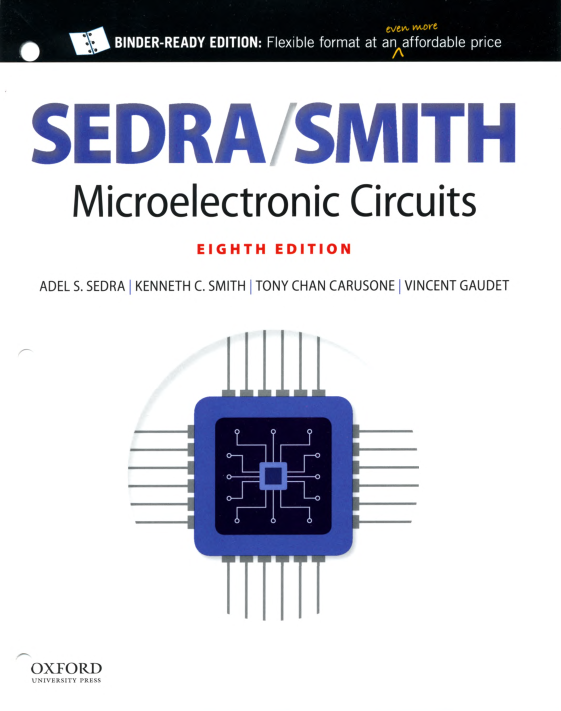 even more
BINDER-READY EDITION: Flexible format at an affordable price
SEDRA/SMITH
Microelectronic Circuits
EIGHTH EDITION
ADEL S. SEDRA | KENNETH C. SMITH | TONY CHAN CARUSONE | VINCENT GAUDET
OXFORD
UNIVERSITY PRESS